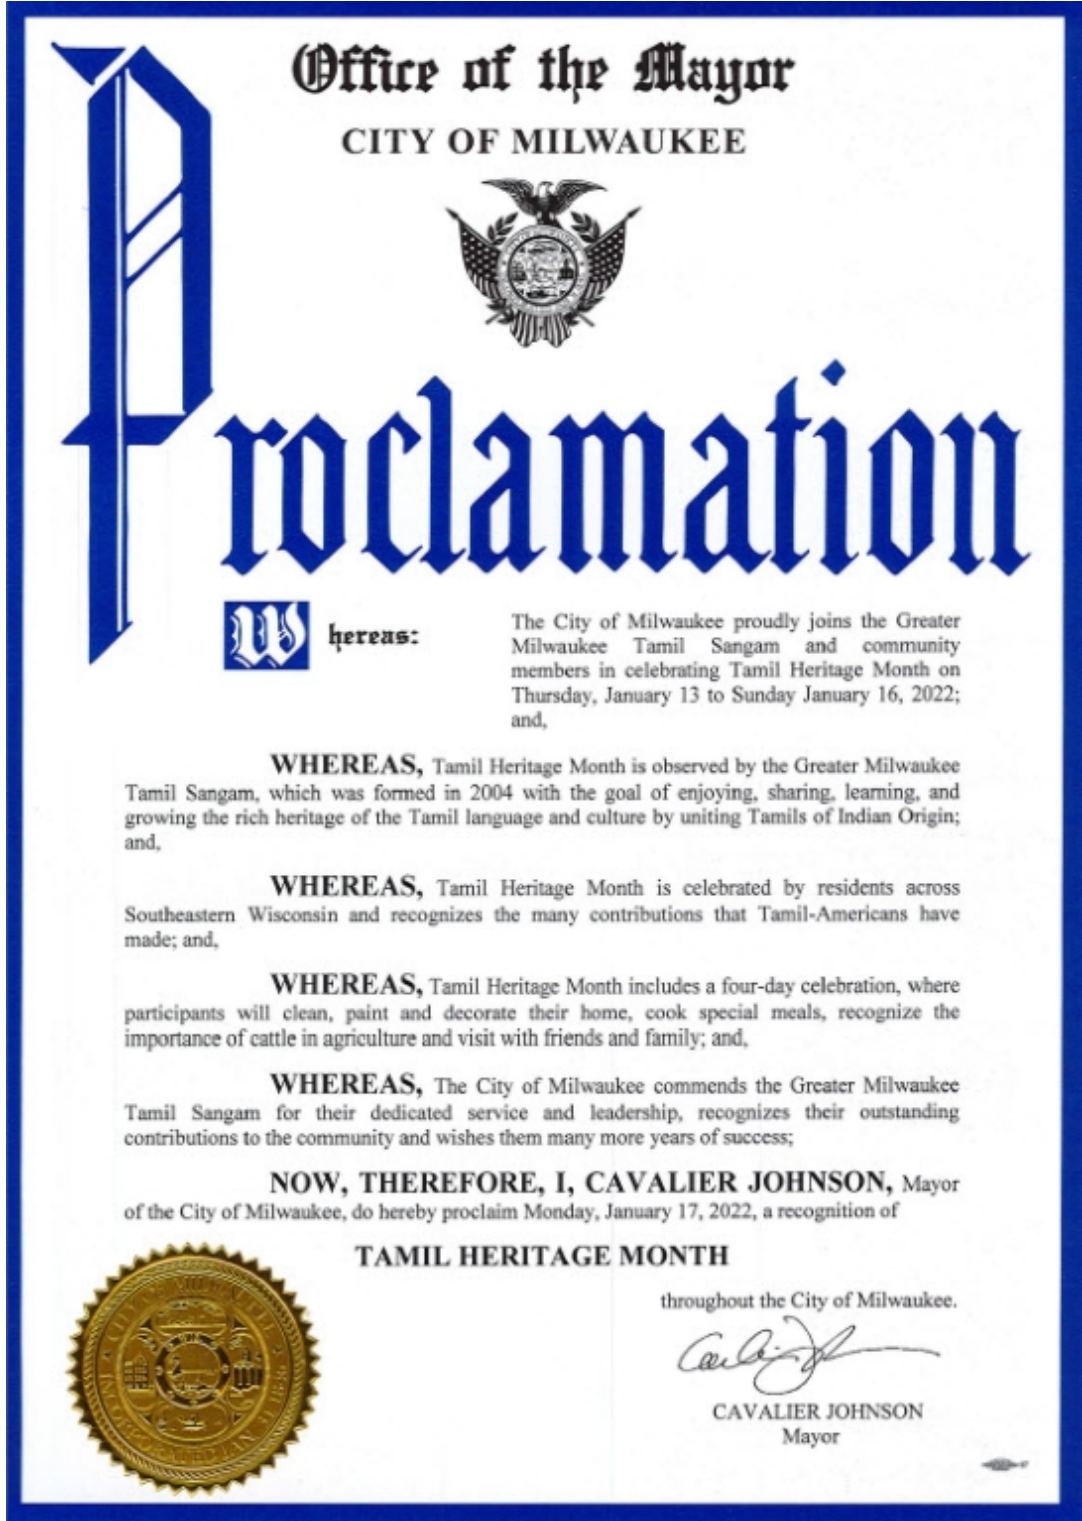 Office of the Mayor
CITY OF MILWAUKEE
Proclamation
Whereas:
The City of Milwaukee proudly joins the Greater
Milwaukee Tamil Sangam and community
members in celebrating Tamil Heritage Month on
Thursday, January 13 to Sunday January 16, 2022;
and,
WHEREAS, Tamil Heritage Month is observed by the Greater Milwaukee
Tamil Sangam, which was formed in 2004 with the goal of enjoying, sharing, learning, and
growing the rich heritage of the Tamil language and culture by uniting Tamils of Indian Origin;
and,
WHEREAS, Tamil Heritage Month is celebrated by residents across
Southeastern Wisconsin and recognizes the many contributions that Tamil-Americans have
made; and,
WHEREAS, Tamil Heritage Month includes a four-day celebration, where
participants will clean, paint and decorate their home, cook special meals, recognize the
importance of cattle in agriculture and visit with friends and family; and,
WHEREAS, The City of Milwaukee commends the Greater Milwaukee
Tamil Sangam for their dedicated service and leadership, recognizes their outstanding
contributions to the community and wishes them many more years of success;
NOW, THEREFORE, I, CAVALIER JOHNSON, Mayor
of the City of Milwaukee, do hereby proclaim Monday, January 17, 2022, a recognition of
TAMIL HERITAGE MONTH
throughout the City of Milwaukee.
CAVALIER JOHNSON
Mayor
CITY OF MILWAUKEE
INCORPORATED JAN. 31 1846